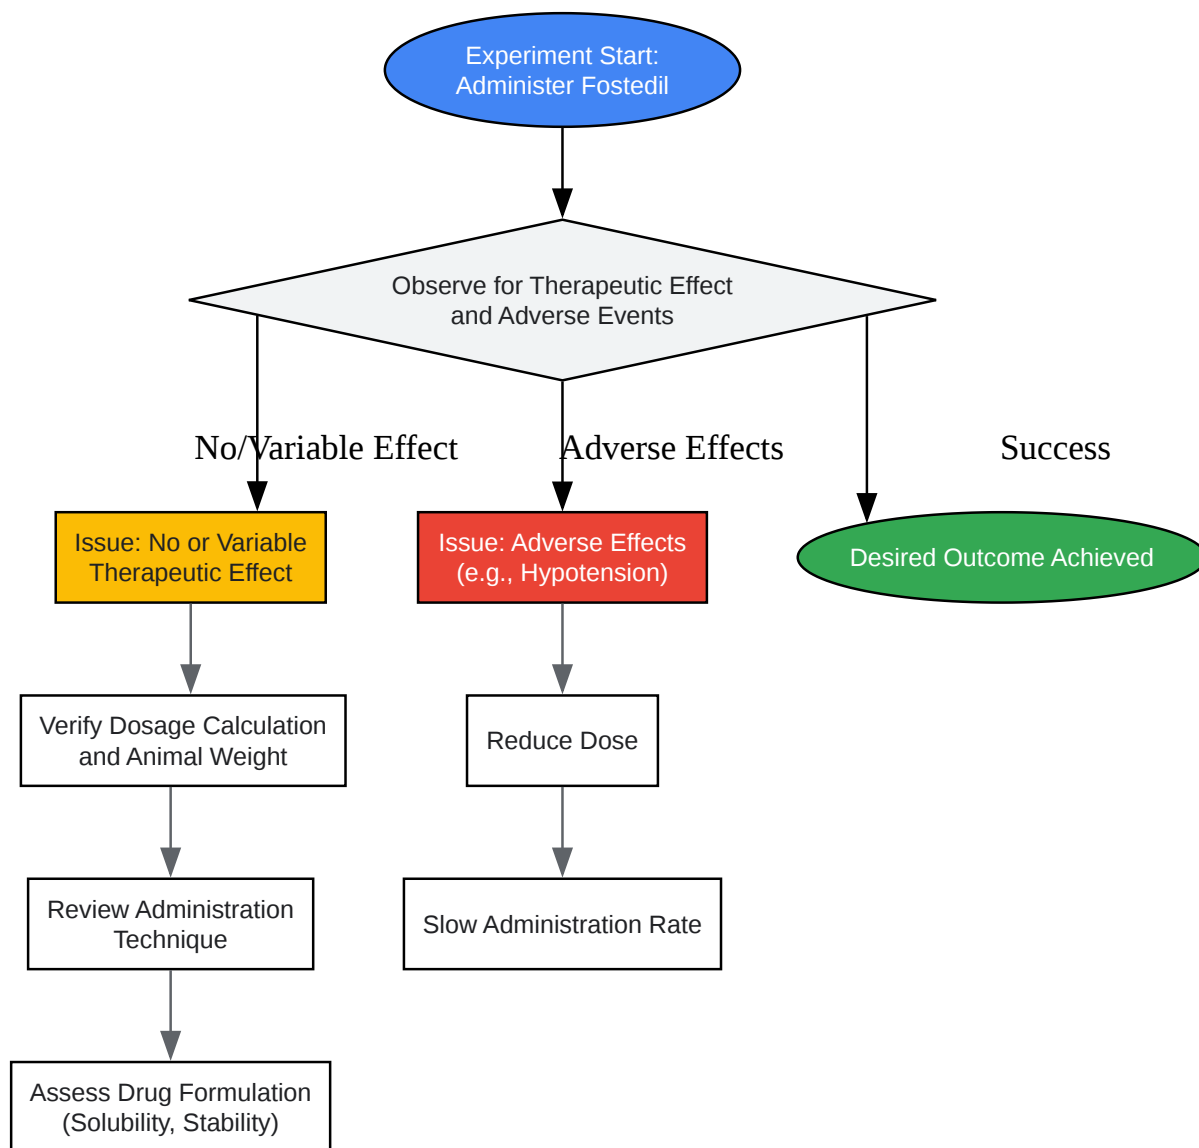 Experiment Start:
Administer Fostedil
Observe for Therapeutic Effect
and Adverse Events
No/Variable Effect
Adverse Effects
Success
Issue: No or Variable
Therapeutic Effect
Issue: Adverse Effects
(e.g., Hypotension)
Desired Outcome Achieved
Verify Dosage Calculation
and Animal Weight
Reduce Dose
Review Administration
Technique
Slow Administration Rate
Assess Drug Formulation
(Solubility, Stability)